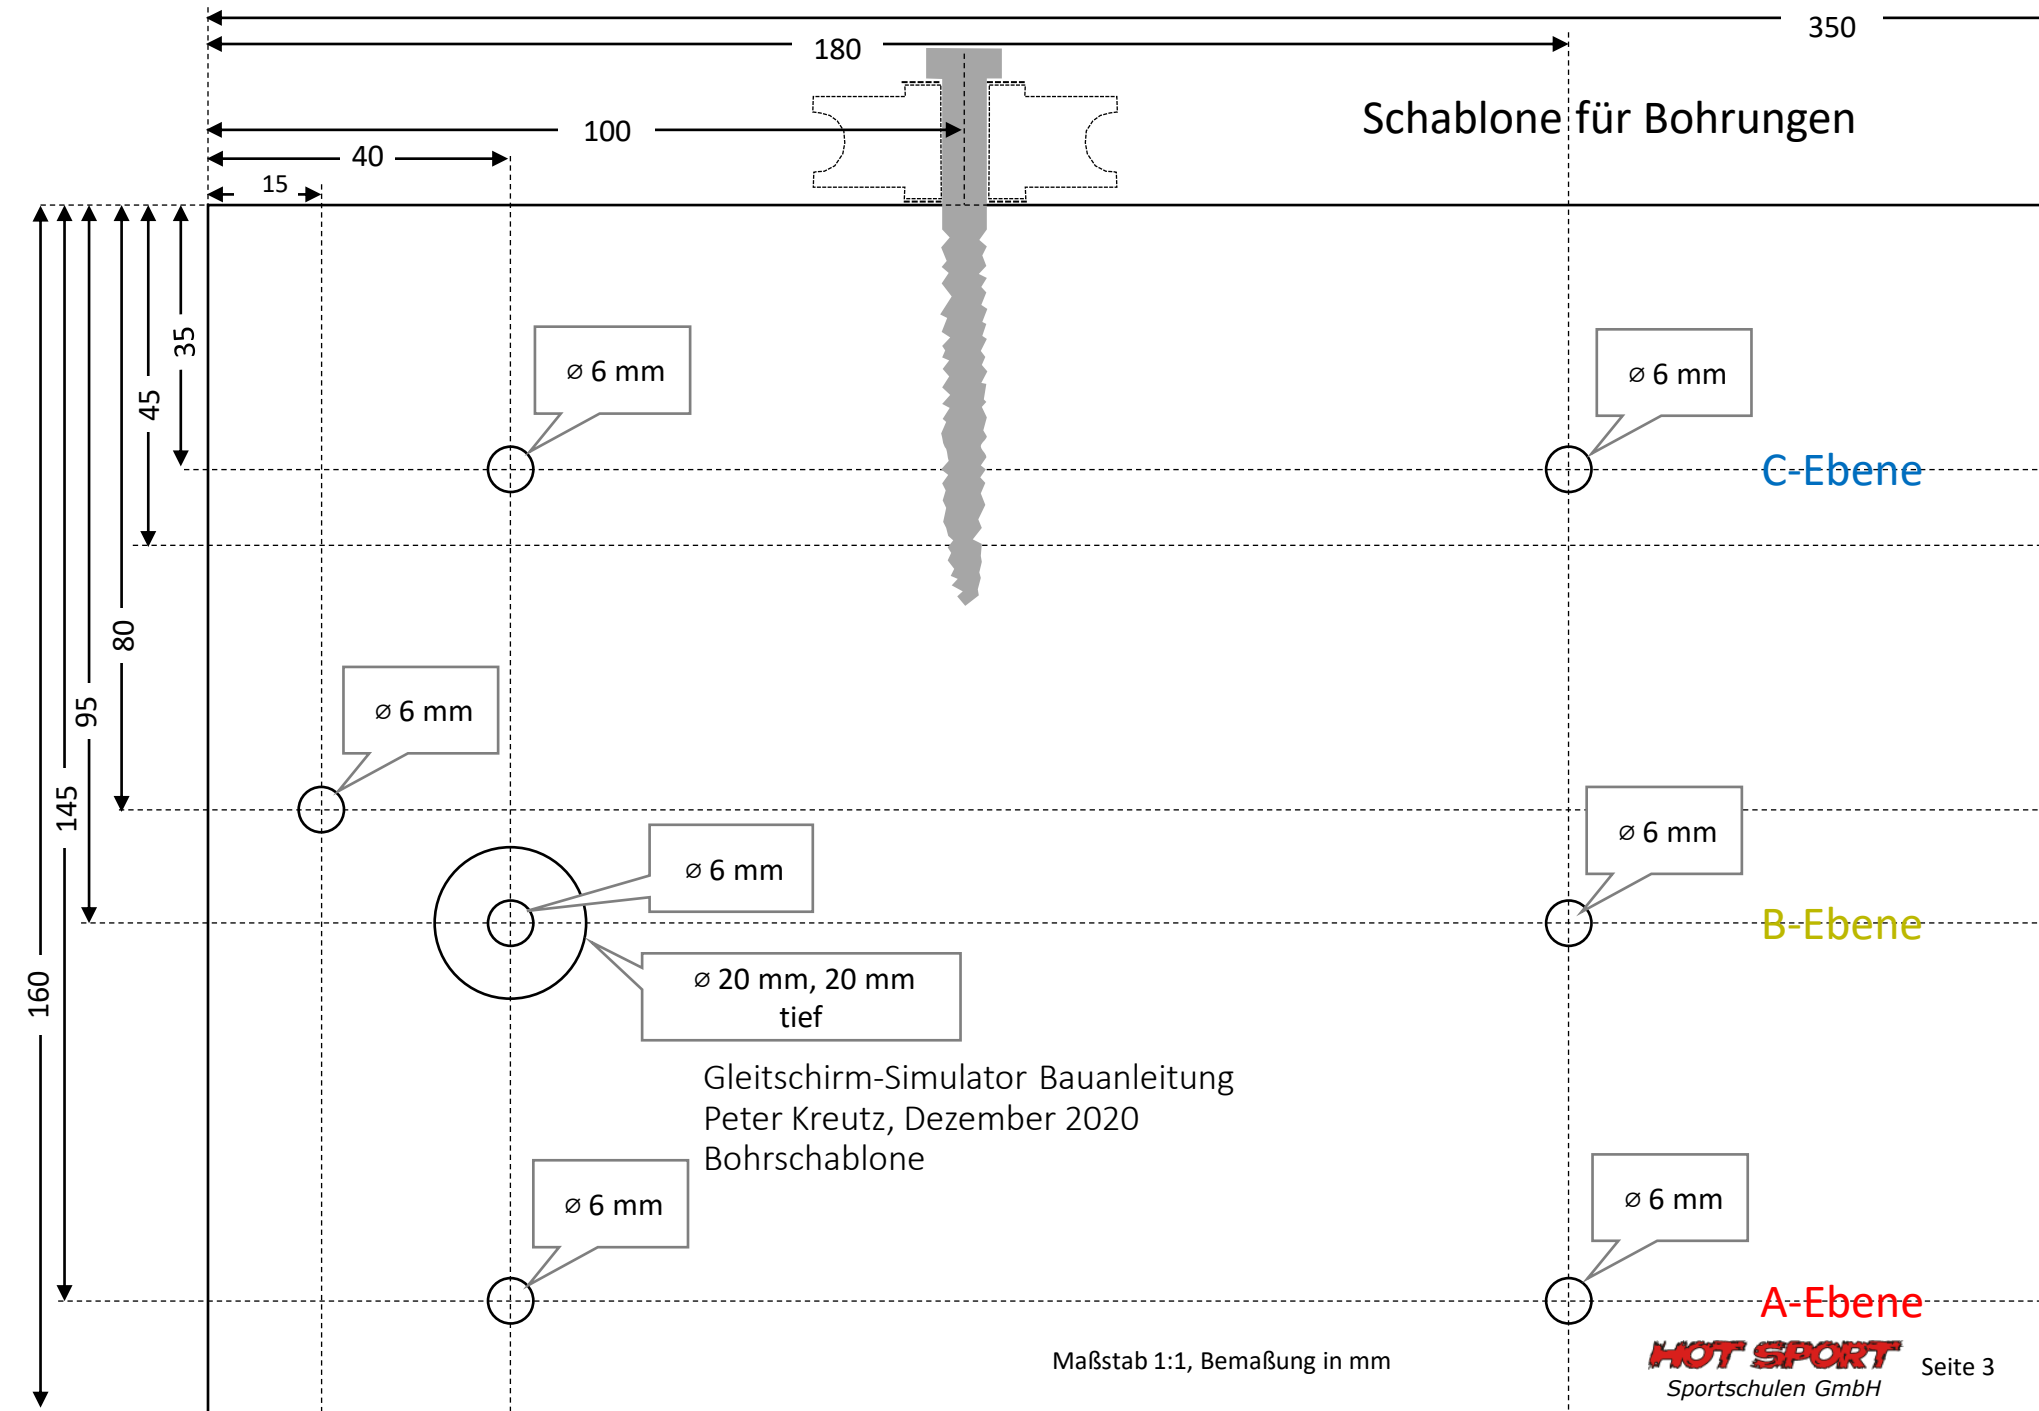 350
180
Schablone für Bohrungen
100
40
15
35
⌀ 6 mm
⌀ 6 mm
45
C-Ebene
80
95
⌀ 6 mm
145
⌀ 6 mm
⌀ 6 mm
B-Ebene
160
⌀ 20 mm, 20 mm
tief
Gleitschirm-Simulator Bauanleitung
Peter Kreutz, Dezember 2020
Bohrschablone
⌀ 6 mm
⌀ 6 mm
A-Ebene
Maßstab 1:1, Bemaßung in mm
HOT SPORT
Sportschulen GmbH
Seite 3